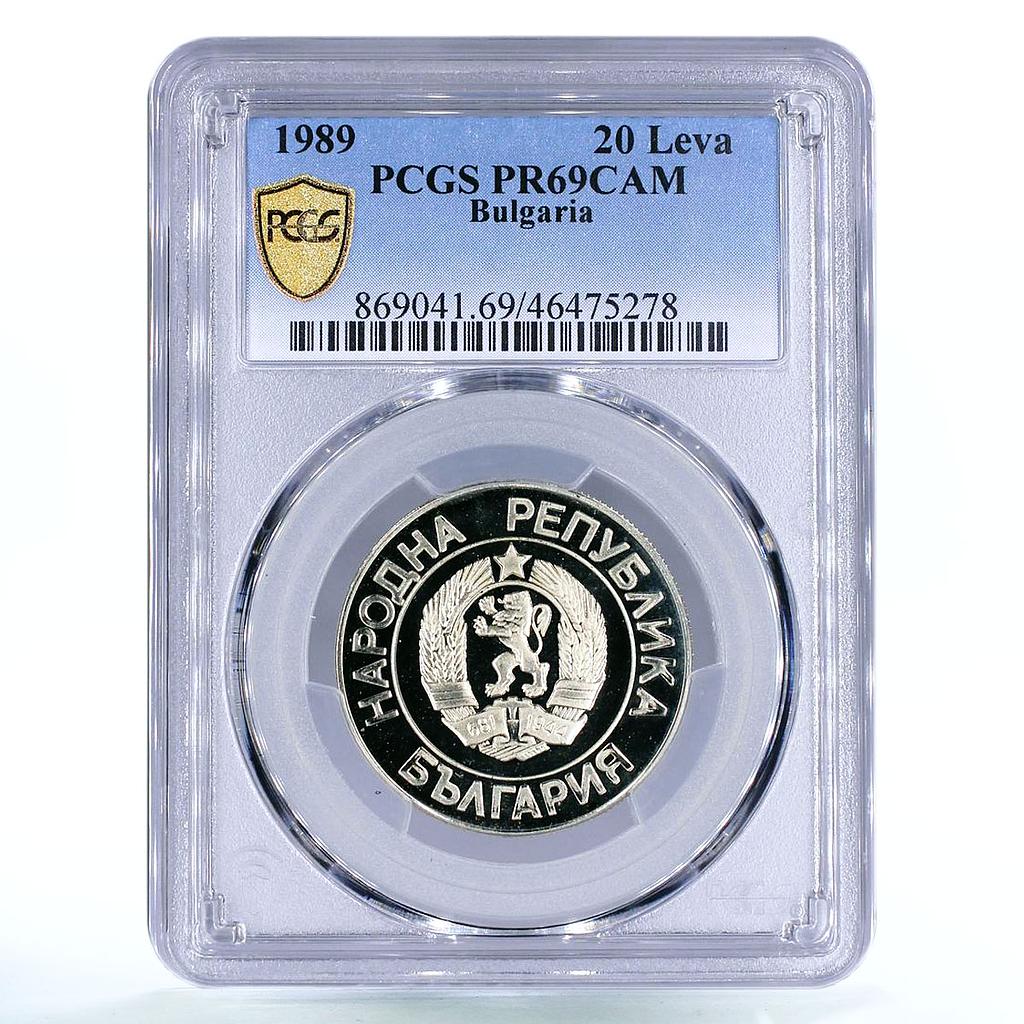 1989 20 Leva
PCGS PR69CAM
Bulgaria
PCGS
869041.69/46475278
НАРОДНА РЕПУБЛИКА
681 1944
БЪЛГАРИЯ